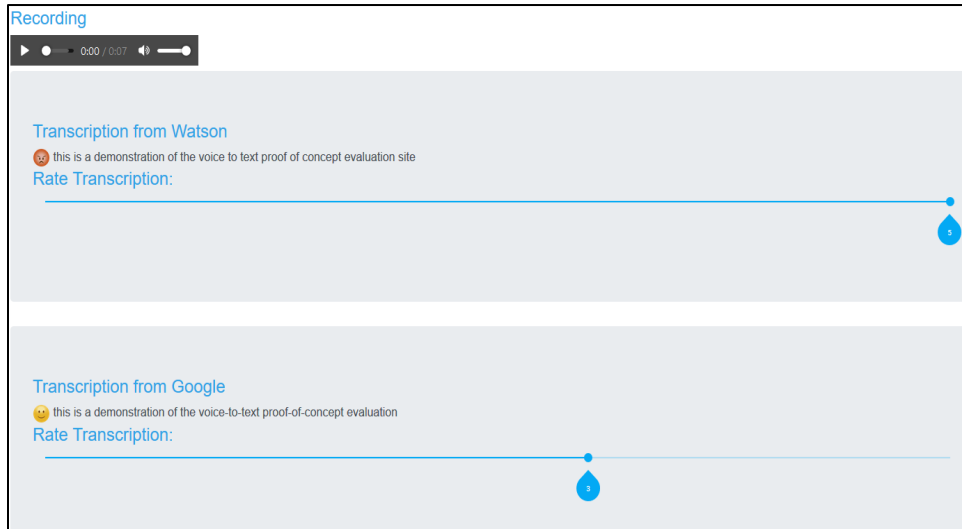 Recording
0:00 / 0:07
Transcription from Watson
this is a demonstration of the voice to text proof of concept evaluation site
Rate Transcription:
5
Transcription from Google
this is a demonstration of the voice-to-text proof-of-concept evaluation
Rate Transcription:
3